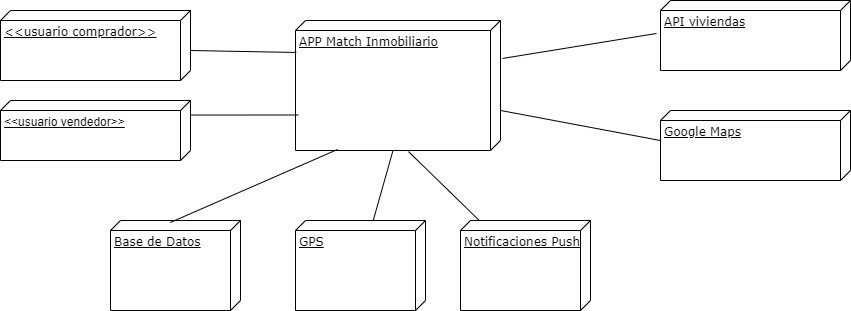 <<usuario comprador>>
APP Match Inmobiliario
API viviendas
<<usuario vendedor>>
Google Maps
Base de Datos
GPS
Notificaciones Push